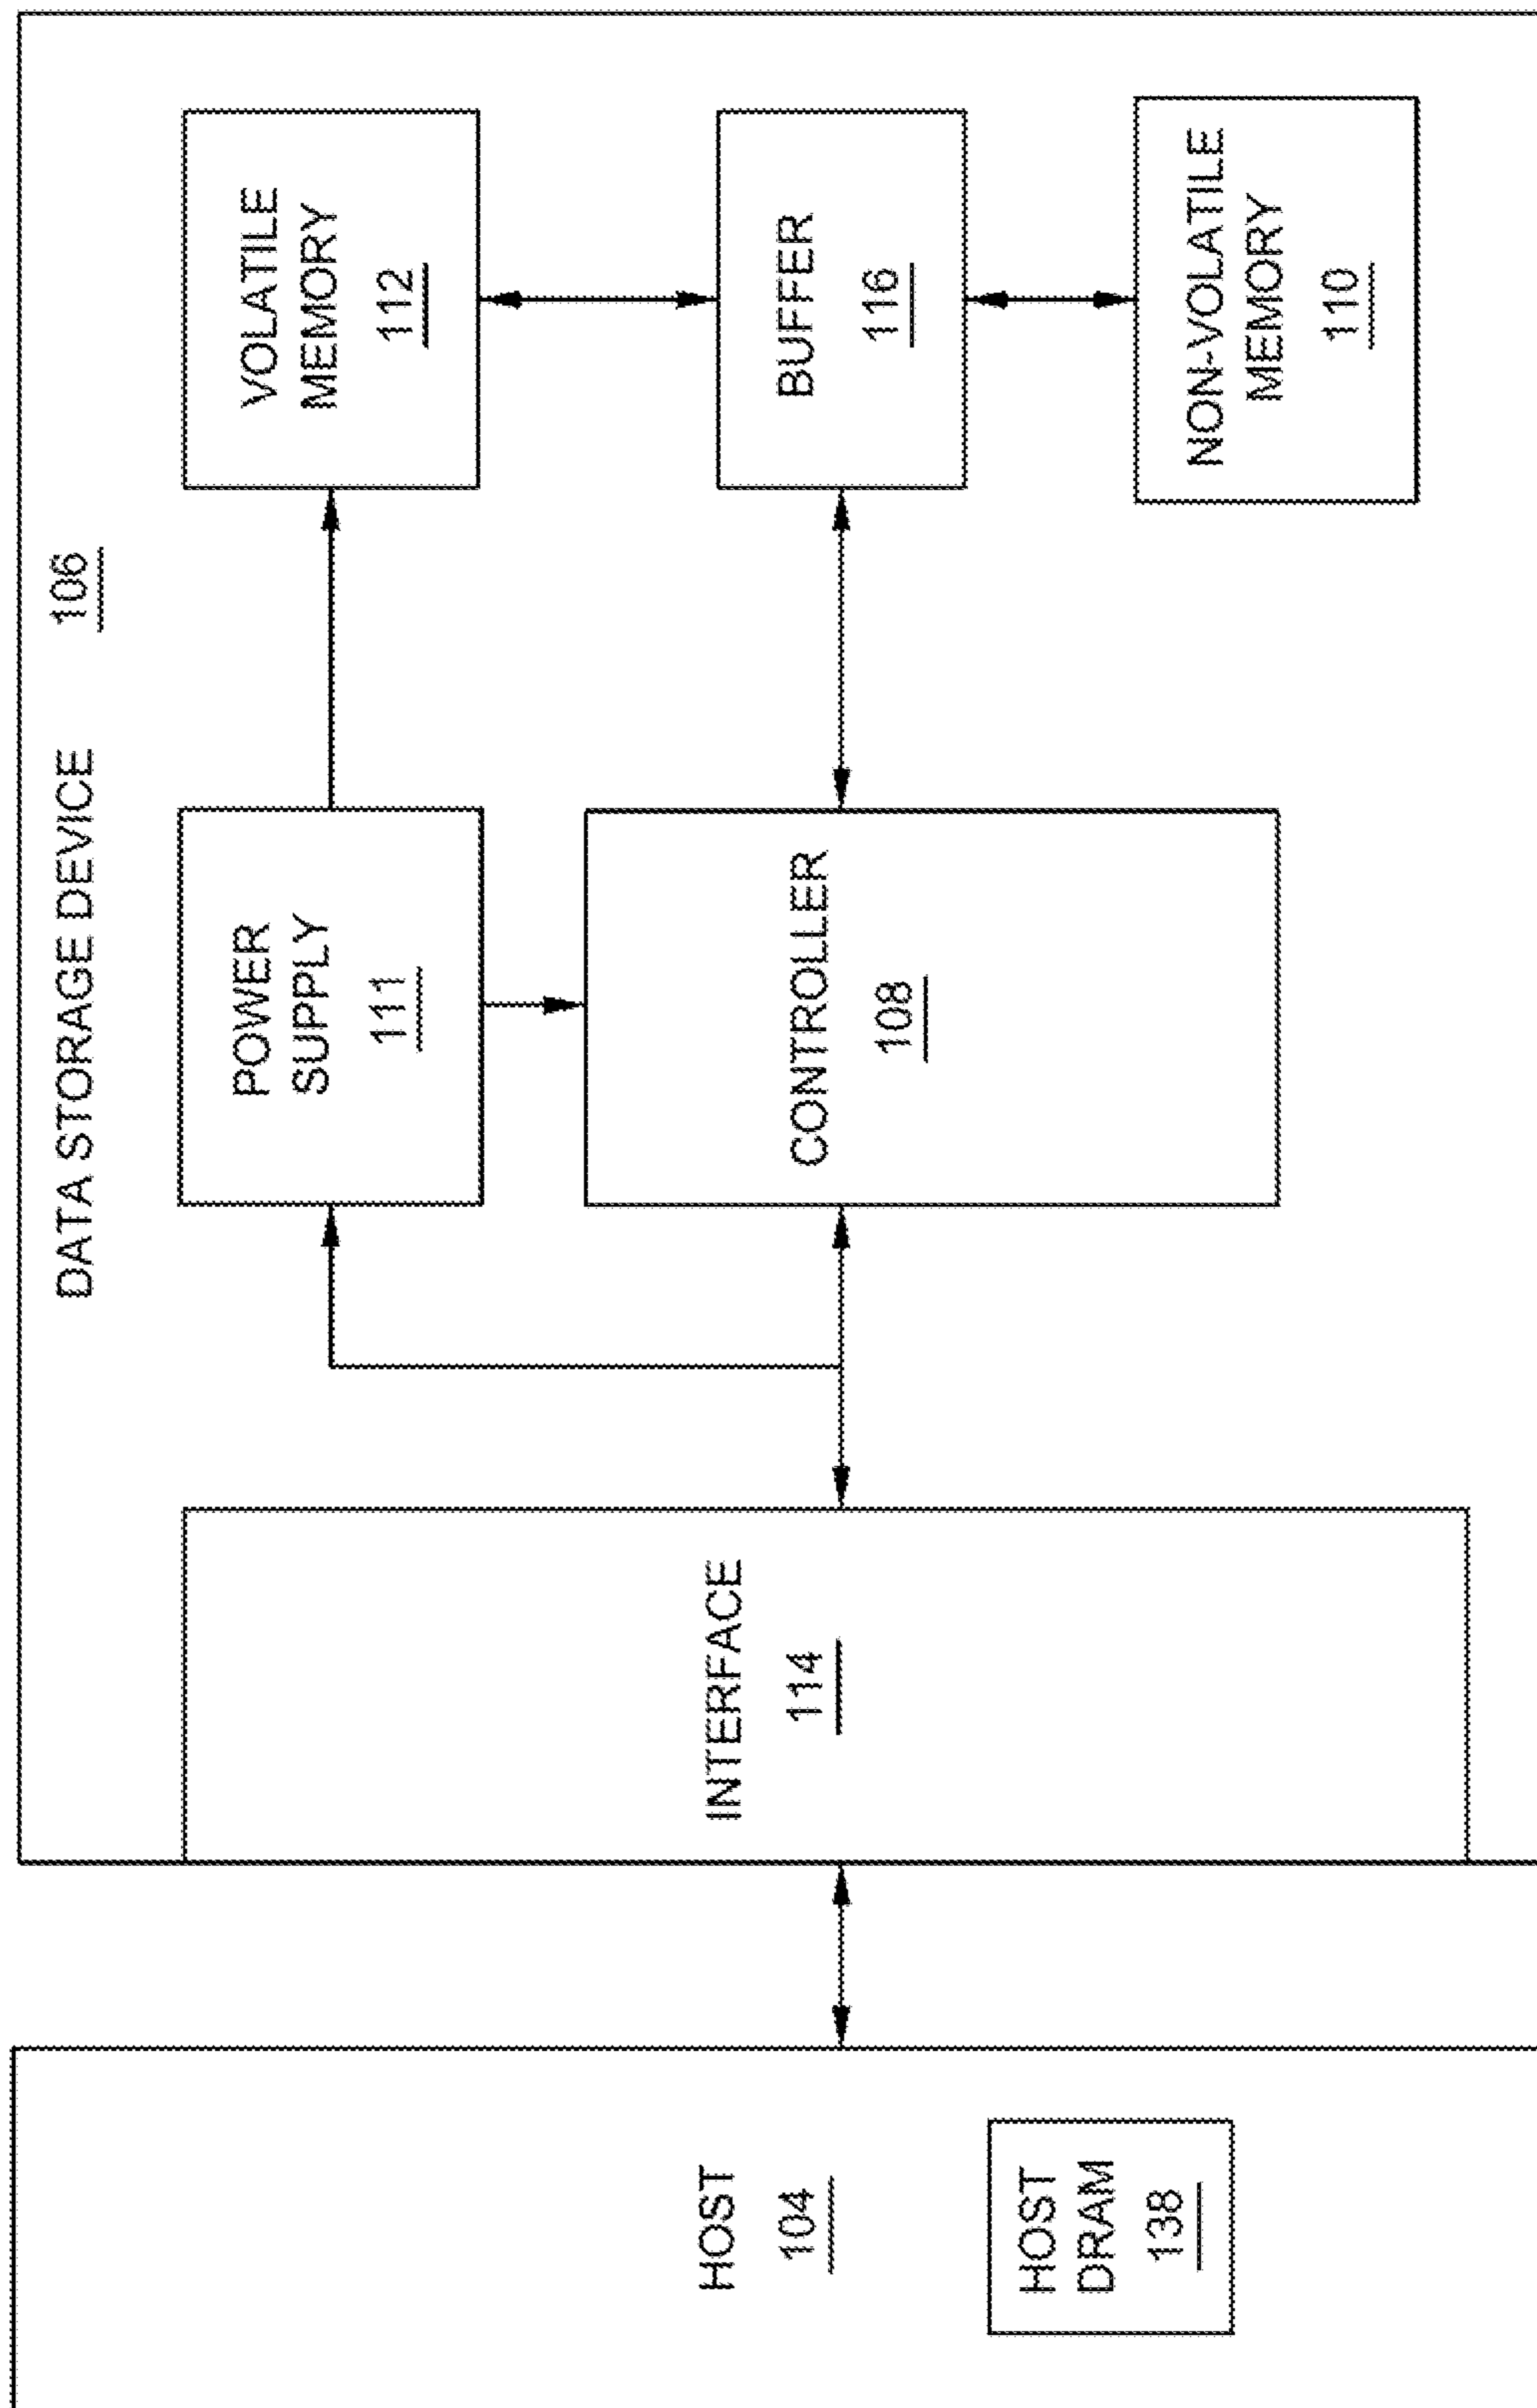 DATA STORAGE DEVICE 106
HOST
104
HOST
DRAM
138
INTERFACE
114
POWER
SUPPLY
111
CONTROLLER
108
VOLATILE
MEMORY
112
BUFFER
116
NON-VOLATILE
MEMORY
110